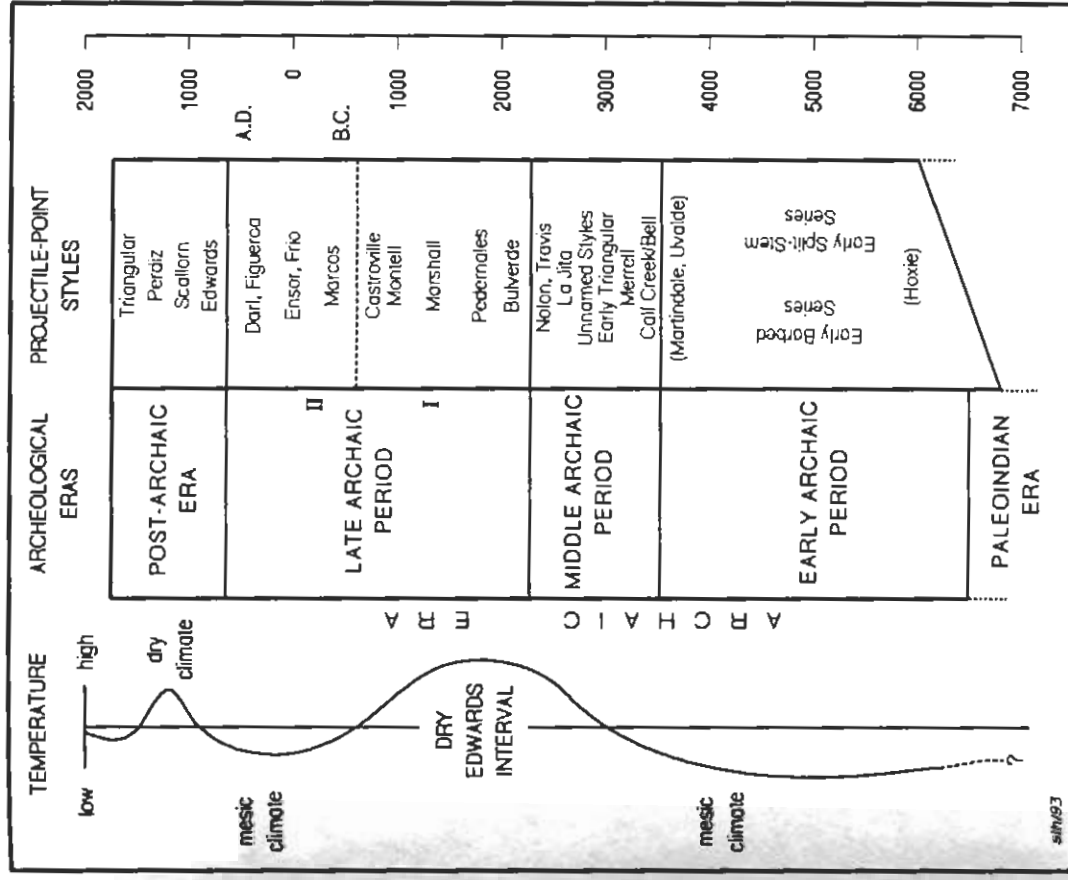 TEMPERATURE
low
high
mesic
climate
dry
climate
DRY
EDWARDS
INTERVAL
mesic
climate
?
slh/93
ARCHEOLOGICAL
ERAS
POST-ARCHAIC
ERA
LATE ARCHAIC
PERIOD
II
I
MIDDLE ARCHAIC
PERIOD
EARLY ARCHAIC
PERIOD
PALEOINDIAN
ERA
ARCHAIC ERA
PROJECTILE-POINT
STYLES
Triangular
Perdiz
Scallorn
Edwards
Darl, Figueroa
Ensor, Frio
Marcos
Castroville
Montell
Marshall
Pedernales
Bulverde
Nolan, Travis
La Jita
Unnamed Styles
Early Triangular
Merrell
Calf Creek/Bell
(Martindale, Uvalde)
Early Barbed
Series
Early Split-Stem
Series
(Hoxie)
2000
1000
A.D.
0
B.C.
1000
2000
3000
4000
5000
6000
7000